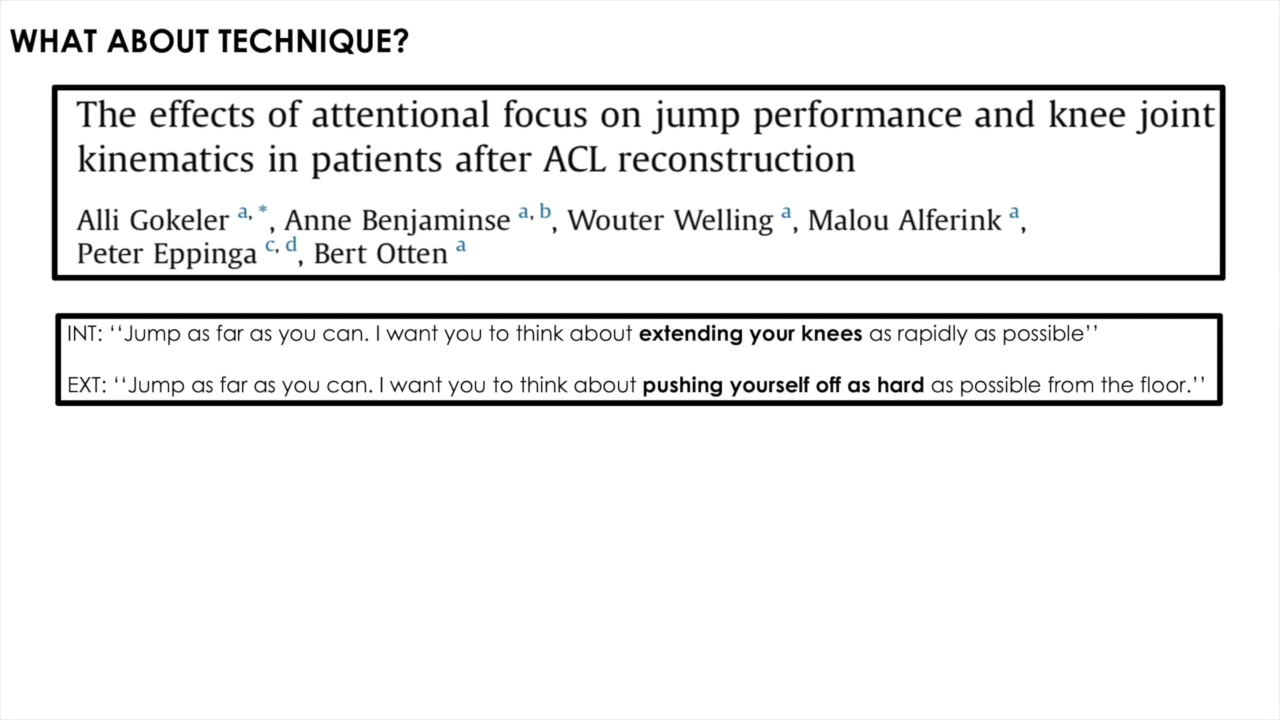 WHAT ABOUT TECHNIQUE?
The effects of attentional focus on jump performance and knee joint
kinematics in patients after ACL reconstruction
Alli Gokeler a, *, Anne Benjaminse a, b, Wouter Welling a, Malou Alferink a,
Peter Eppinga c, d, Bert Otten a
INT: ‘‘Jump as far as you can. I want you to think about extending your knees as rapidly as possible’’
EXT: ‘‘Jump as far as you can. I want you to think about pushing yourself off as hard as possible from the floor.’’